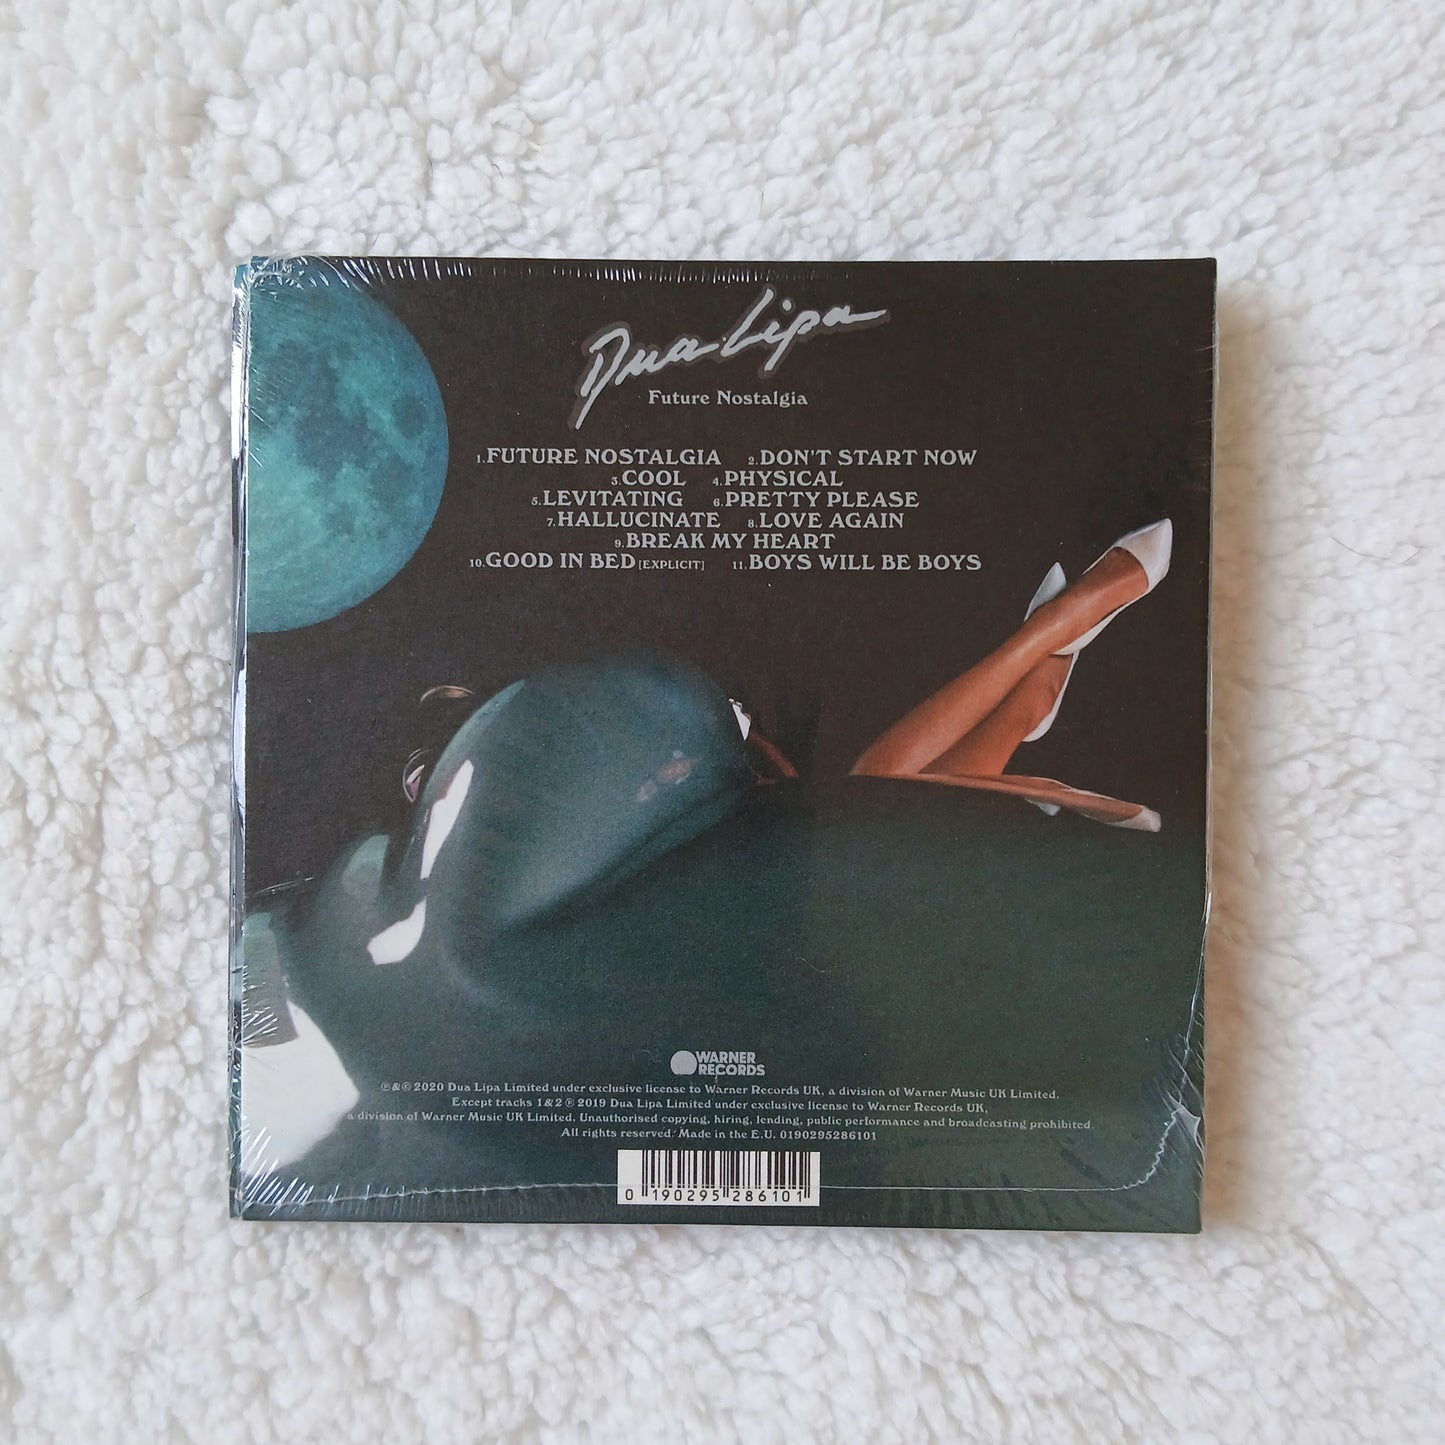 Dua Lipa
Future Nostalgia
1.FUTURE NOSTALGIA 2.DON'T START NOW
3.COOL 4.PHYSICAL
5.LEVITATING 6.PRETTY PLEASE
7.HALLUCINATE 8.LOVE AGAIN
9.BREAK MY HEART
10.GOOD IN BED [EXPLICIT] 11.BOYS WILL BE BOYS
WARNER
RECORDS
℗ & © 2020 Dua Lipa Limited under exclusive license to Warner Records UK, a division of Warner Music UK Limited.
Except tracks 1 & 2 ℗ 2019 Dua Lipa Limited under exclusive license to Warner Records UK,
a division of Warner Music UK Limited. Unauthorised copying, hiring, lending, public performance and broadcasting prohibited.
All rights reserved. Made in the E.U. 0190295286101
0 190295 286101